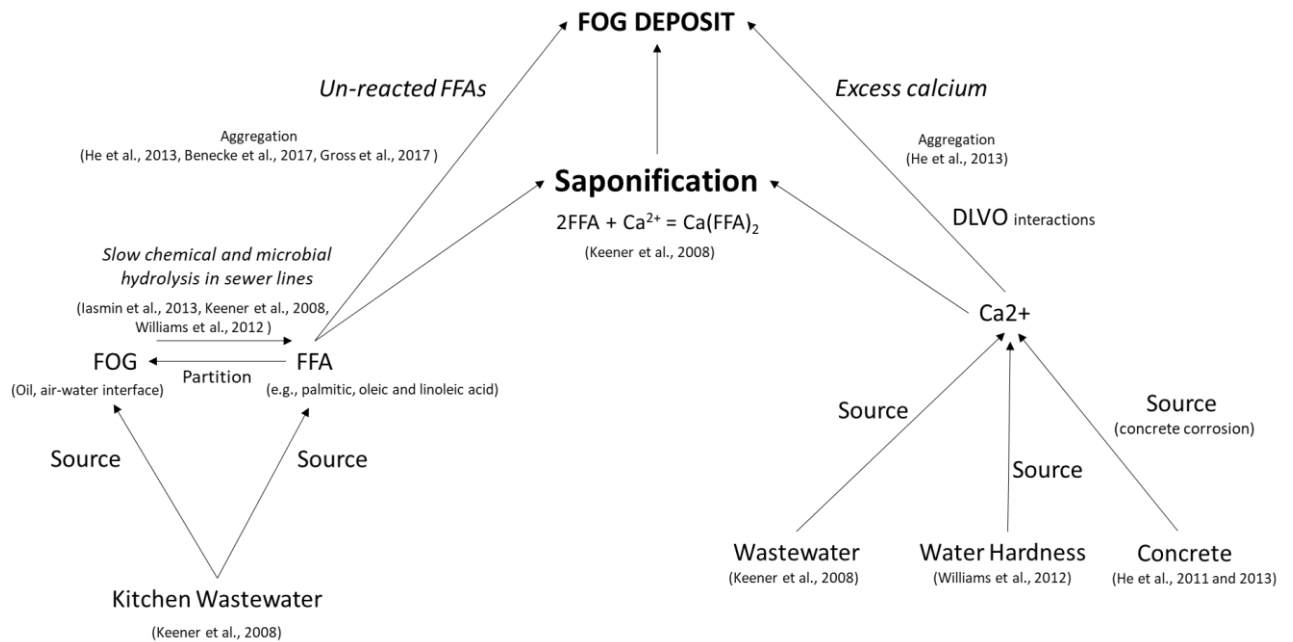 FOG DEPOSIT
Un-reacted FFAs
Excess calcium
Aggregation
(He et al., 2013, Benecke et al., 2017, Gross et al., 2017 )
Aggregation
(He et al., 2013)
Saponification
2FFA + Ca²⁺ = Ca(FFA)₂
(Keener et al., 2008)
DLVO interactions
Slow chemical and microbial
hydrolysis in sewer lines
(Iasmin et al., 2013, Keener et al., 2008,
Williams et al., 2012 )
Ca2+
FOG
(Oil, air-water interface)
Partition
FFA
(e.g., palmitic, oleic and linoleic acid)
Source
Source
Source
Source
Source
(concrete corrosion)
Wastewater
(Keener et al., 2008)
Water Hardness
(Williams et al., 2012)
Concrete
(He et al., 2011 and 2013)
Kitchen Wastewater
(Keener et al., 2008)